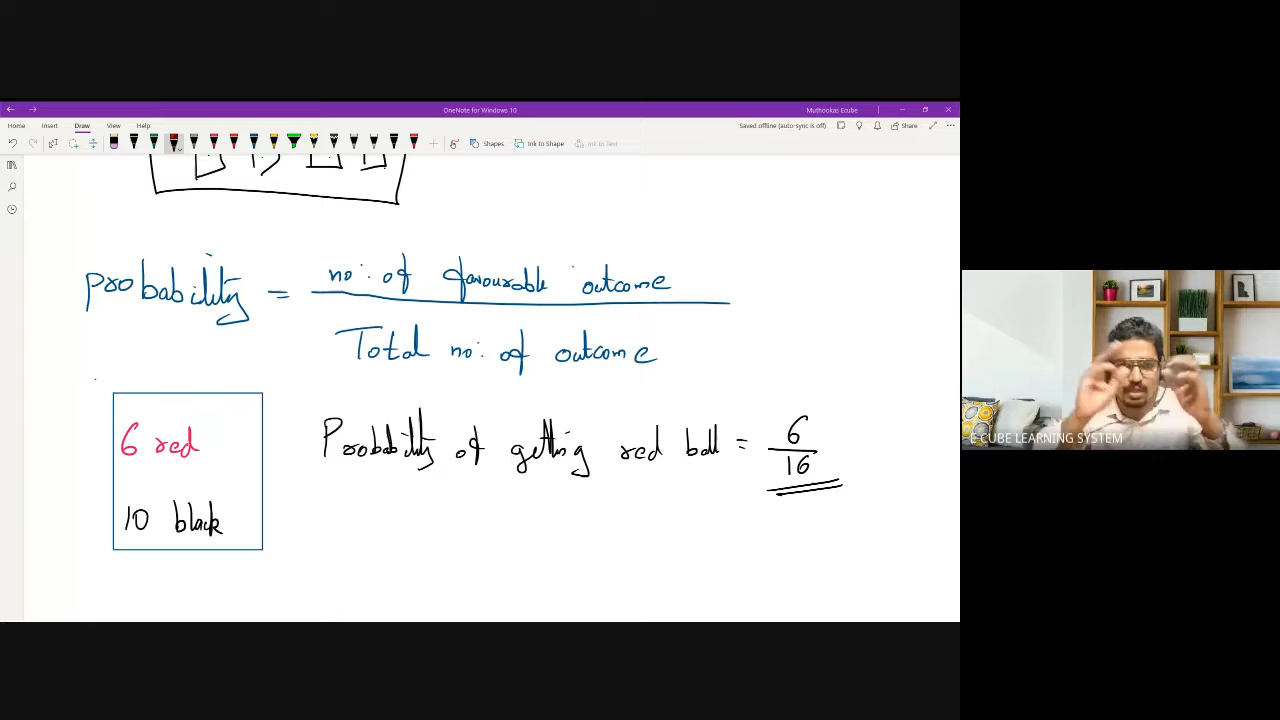 OneNote for Windows 10
Muthookas Ecube
Home Insert Draw View Help
Saved offline (auto-sync is off)
Share
Shapes
Ink to Shape
Ink to Text
probability = no: of favourable outcome
Total no: of outcome
6 red
10 black
Probability of getting red ball = 6
16
E CUBE LEARNING SYSTEM